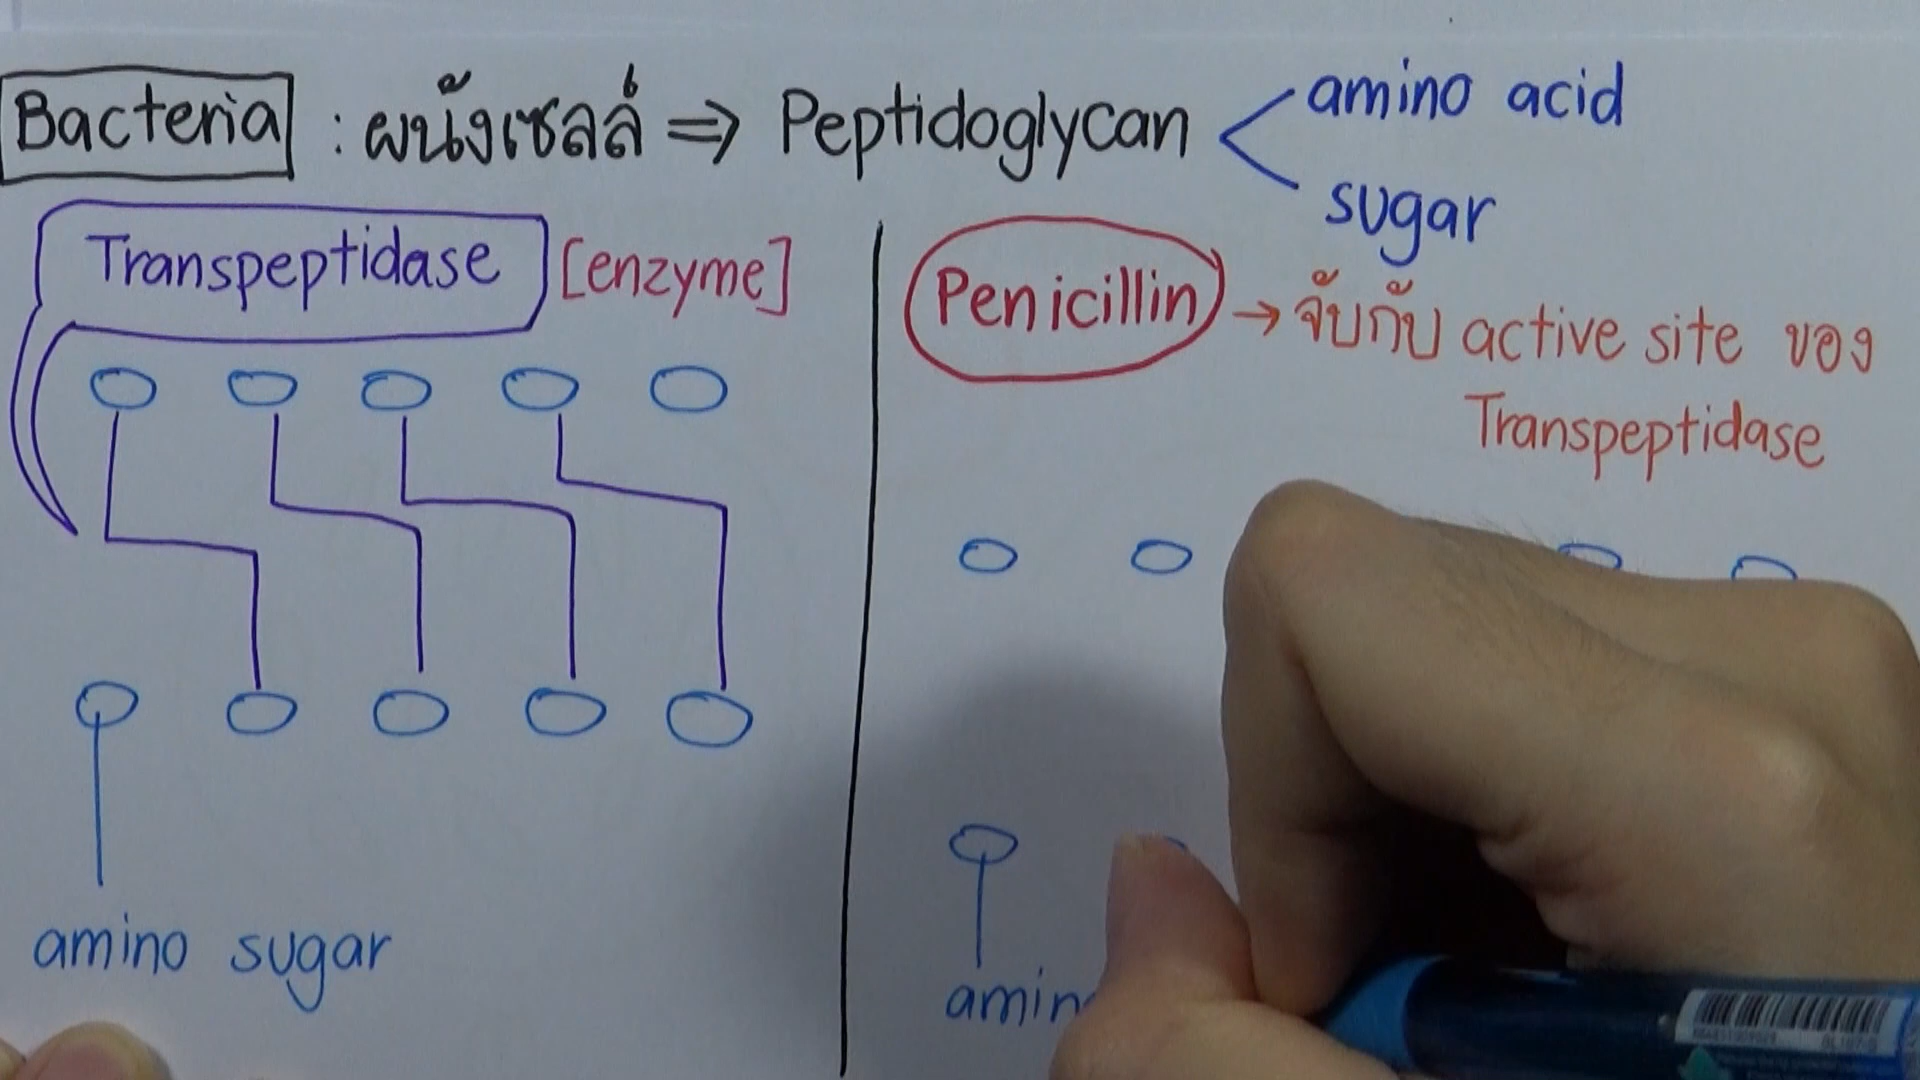 Bacteria : ผนังเซลล์ ⇒ Peptidoglycan
amino acid
sugar
Transpeptidase [enzyme]
Penicillin → จับกับ active site ของ
Transpeptidase
amino sugar
amin